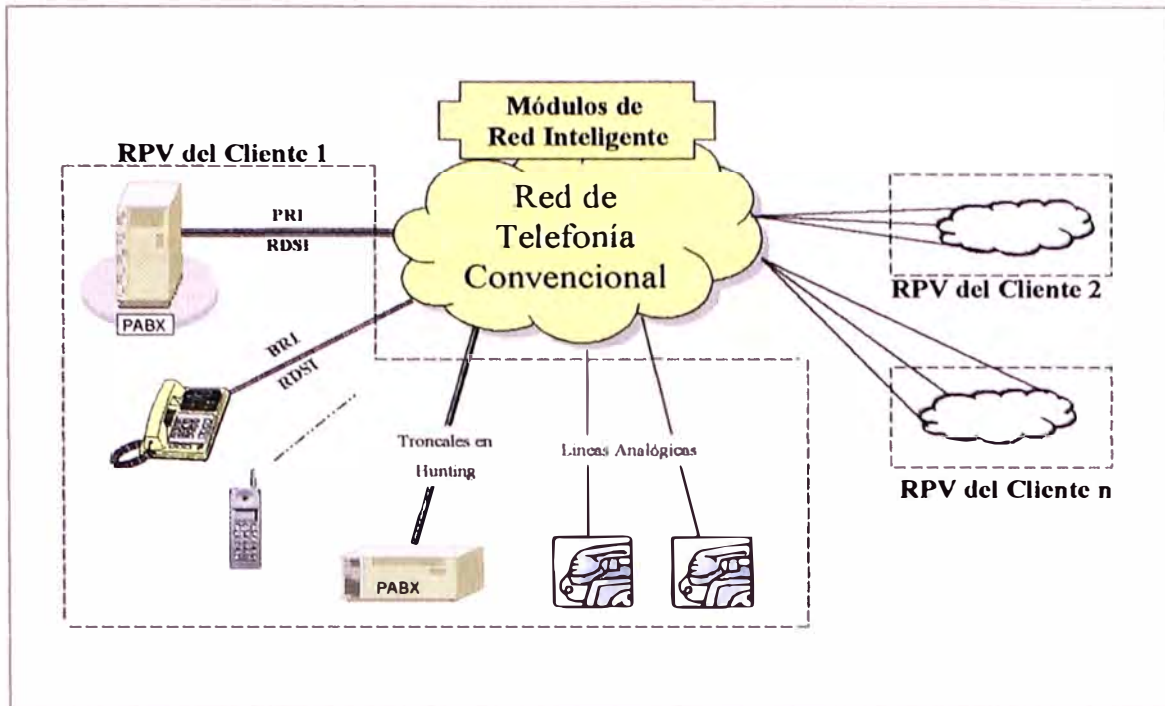 Módulos de
Red Inteligente
RPV del Cliente 1
Red de
Telefonía
Convencional
PRI
RDSI
PABX
BRI
RDSI
Troncales en
Hunting
Lineas Analógicas
PABX
RPV del Cliente 2
RPV del Cliente n